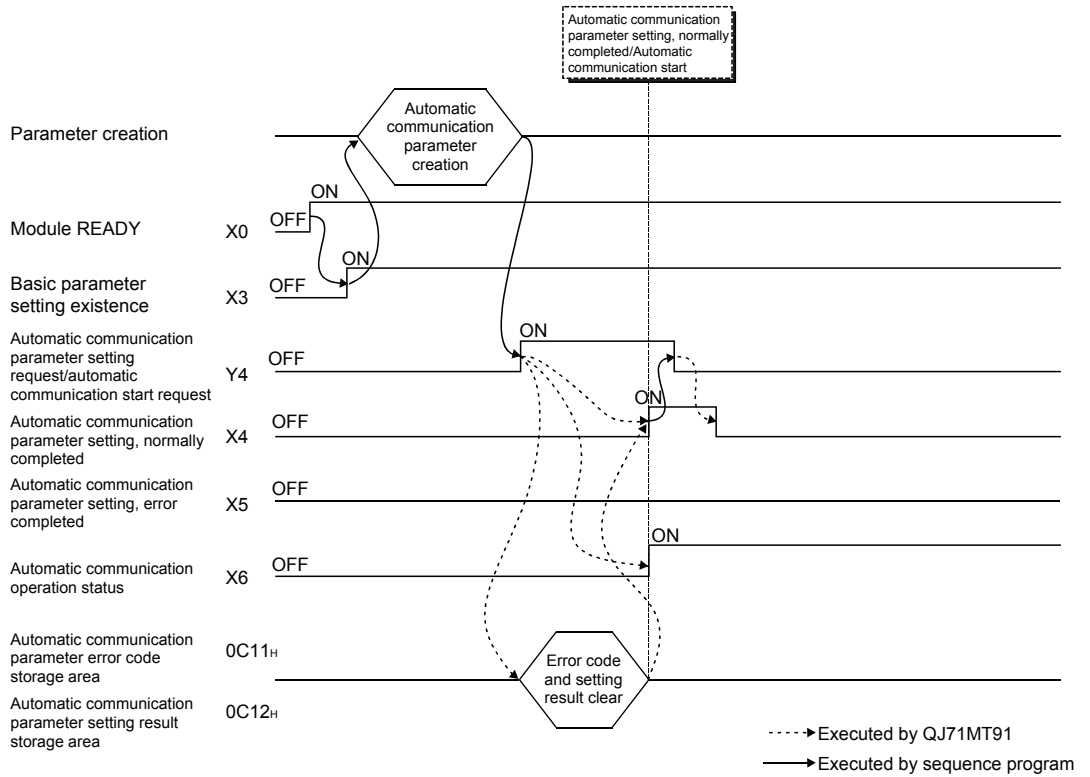 Automatic communication
parameter setting, normally
completed/Automatic
communication start
Automatic
communication
parameter
creation
Parameter creation
ON
Module READY X0 OFF
ON
Basic parameter
setting existence X3 OFF
Automatic communication
parameter setting
request/automatic
communication start request Y4 OFF ON
Automatic communication
parameter setting, normally
completed X4 OFF ON
Automatic communication
parameter setting, error
completed X5 OFF
Automatic communication
operation status X6 OFF ON
Automatic communication
parameter error code
storage area 0C11H
Error code
and setting
result clear
Automatic communication
parameter setting result
storage area 0C12H
Executed by QJ71MT91
Executed by sequence program